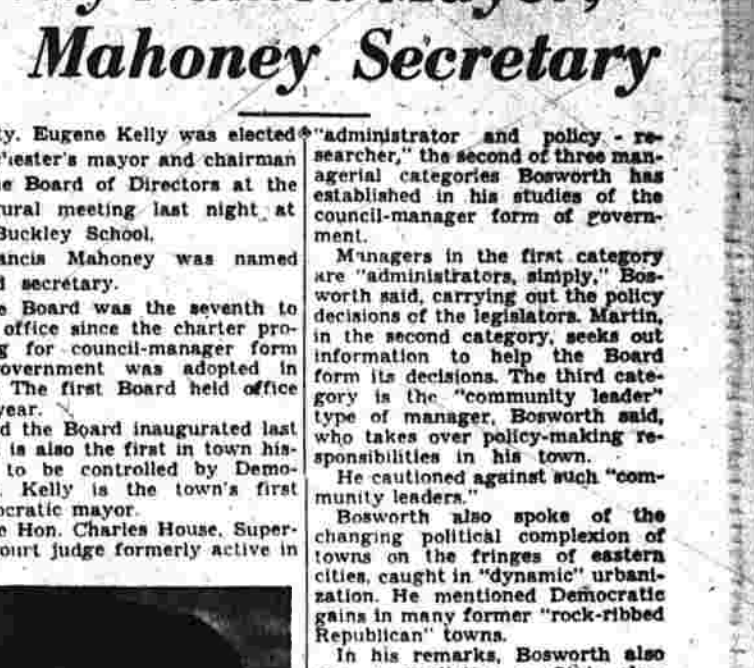 Mahoney Secretary
ty. Eugene Kelly was elected
chester's mayor and chairman
e Board of Directors at the
ural meeting last night at
Buckley School.
ancis Mahoney was named
d secretary.
e Board was the seventh to
office since the charter pro-
g for council-manager form
overnment was adopted in
The first Board held office
year.
d the Board inaugurated last
is also the first in town his-
to be controlled by Demo-
Kelly is the town's first
ocratic mayor.
e Hon. Charles House, Super-
ourt judge formerly active in
"administrator and policy - re-
searcher," the second of three man-
agerial categories Bosworth has
established in his studies of the
council-manager form of govern-
ment.
Managers in the first category
are "administrators, simply," Bos-
worth said, carrying out the policy
decisions of the legislators. Martin,
in the second category, seeks out
information to help the Board
form its decisions. The third cate-
gory is the "community leader"
type of manager, Bosworth said,
who takes over policy-making re-
sponsibilities in his town.
He cautioned against such "com-
munity leaders."
Bosworth also spoke of the
changing political complexion of
towns on the fringes of eastern
cities, caught in "dynamic" urbani-
zation. He mentioned Democratic
gains in many former "rock-ribbed
Republican" towns.
In his remarks, Bosworth also